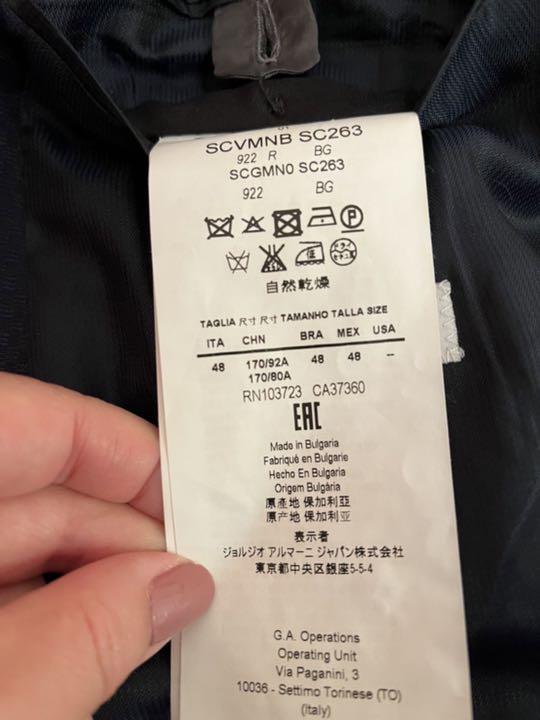 SCVMNB SC263
922 R BG
SCGMN0 SC263
922 BG
P
ドライ
自然乾燥
TAGLIA 尺寸 尺寸 TAMANHO TALLA SIZE
ITA CHN BRA MEX USA
48 170/92A 48 48 --
170/80A
RN103723 CA37360
EAC
Made in Bulgaria
Fabriqué en Bulgarie
Hecho En Bulgaria
Origem Bulgária
原產地 保加利亞
原产地 保加利亚
表示者
ジョルジオ アルマーニ ジャパン株式会社
東京都中央区銀座5-5-4
G.A. Operations
Operating Unit
Via Paganini, 3
10036 - Settimo Torinese (TO)
(Italy)